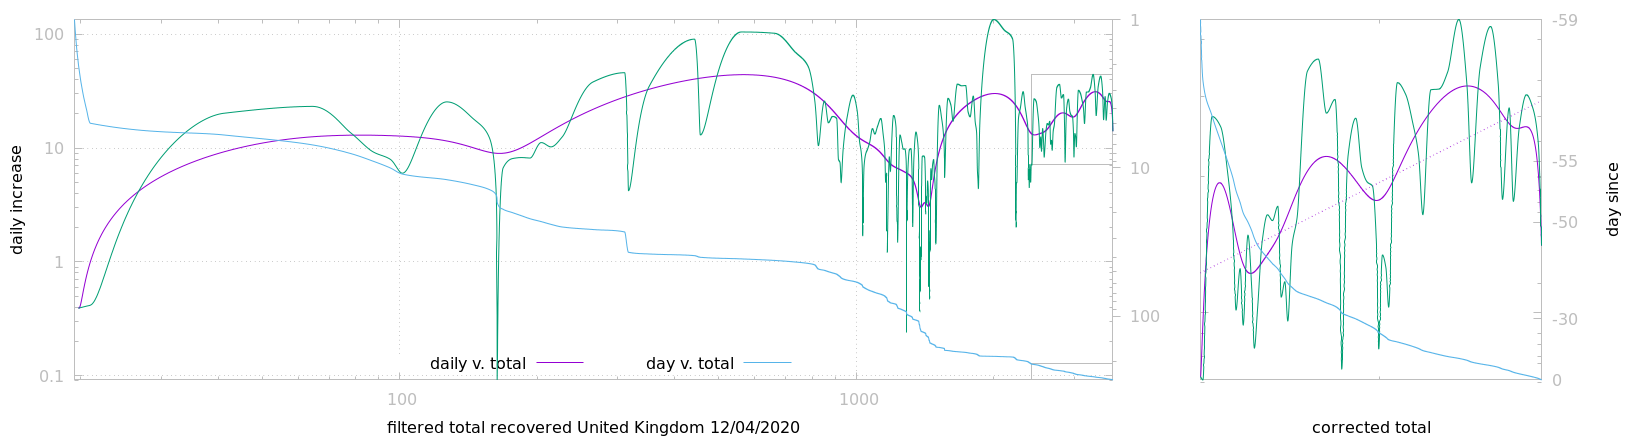 100
10
1
0.1
daily increase
100
1000
1
10
100
daily v. total
day v. total
filtered total recovered United Kingdom 12/04/2020
-59
-55
-50
-30
0
day since
corrected total